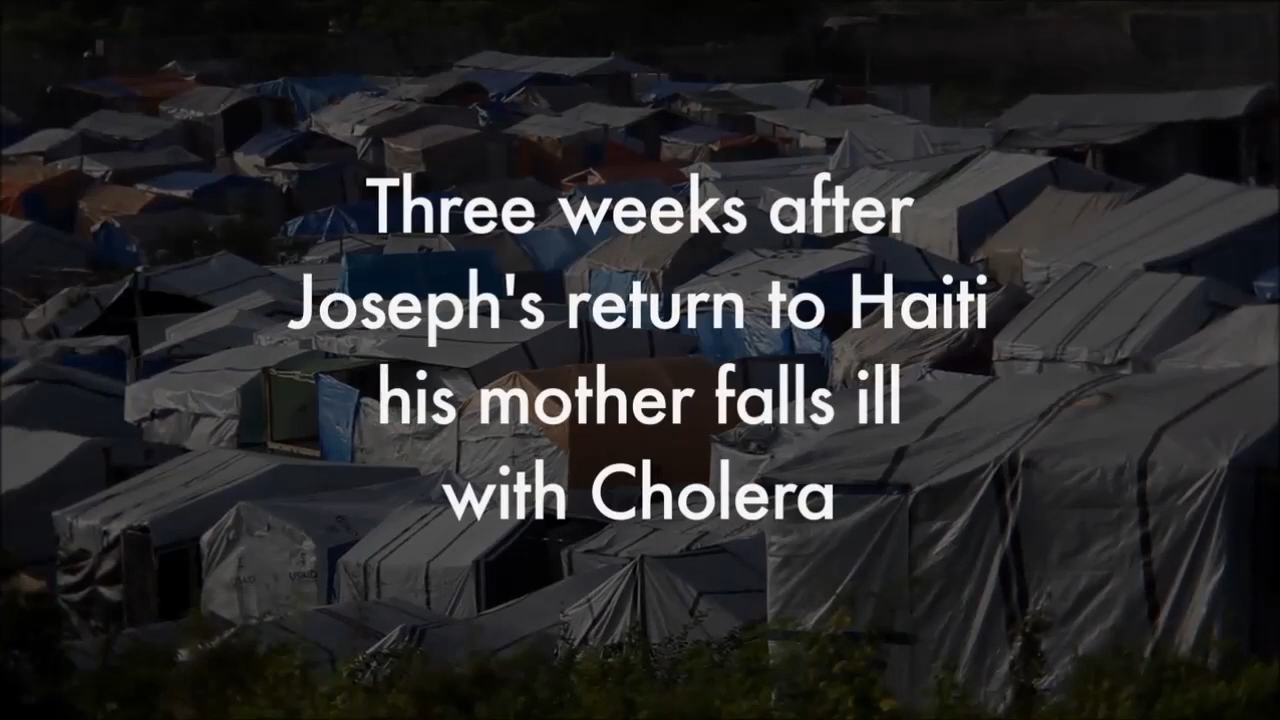 Three weeks after
Joseph's return to Haiti
his mother falls ill
with Cholera